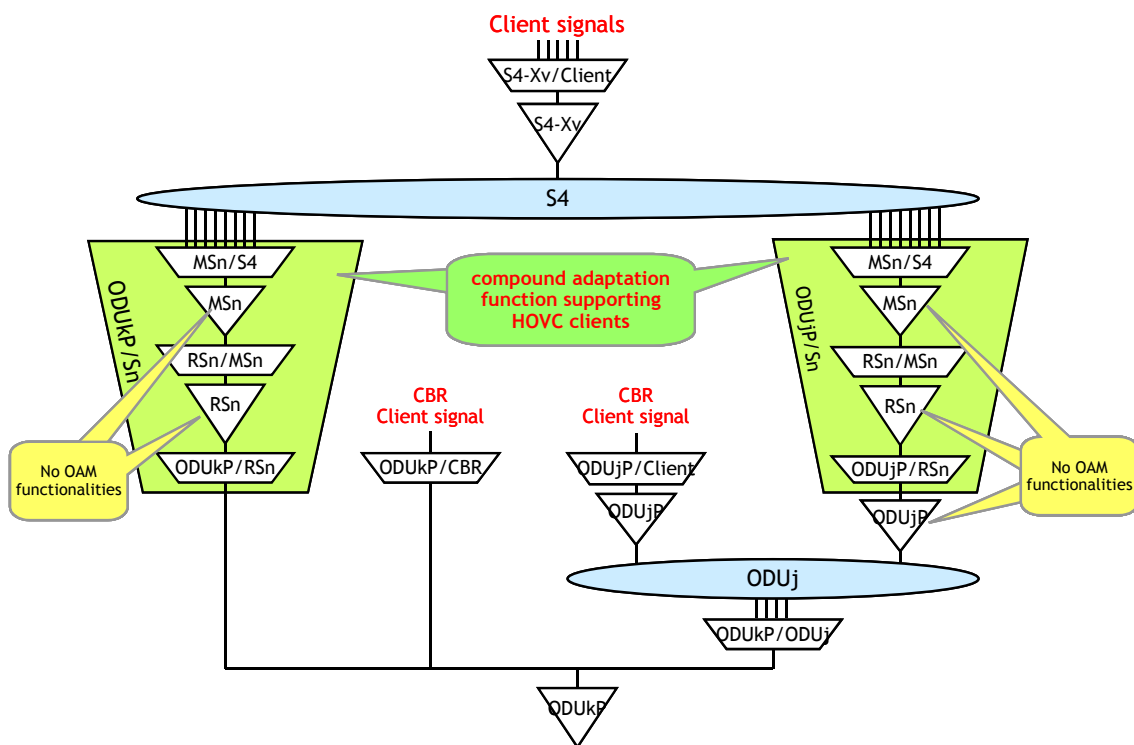 Client signals
S4-Xv/Client
S4-Xv
S4
MSn/S4
MSn
RSn/MSn
RSn
ODUkP/RSn
ODUkP/Sn
No OAM
functionalities
compound adaptation
function supporting
HOVC clients
CBR
Client signal
ODUkP/CBR
CBR
Client signal
ODUjP/Client
ODUjP
MSn/S4
MSn
RSn/MSn
RSn
ODUjP/RSn
ODUjP/Sn
ODUjP
No OAM
functionalities
ODUj
ODUkP/ODUj
ODUkP